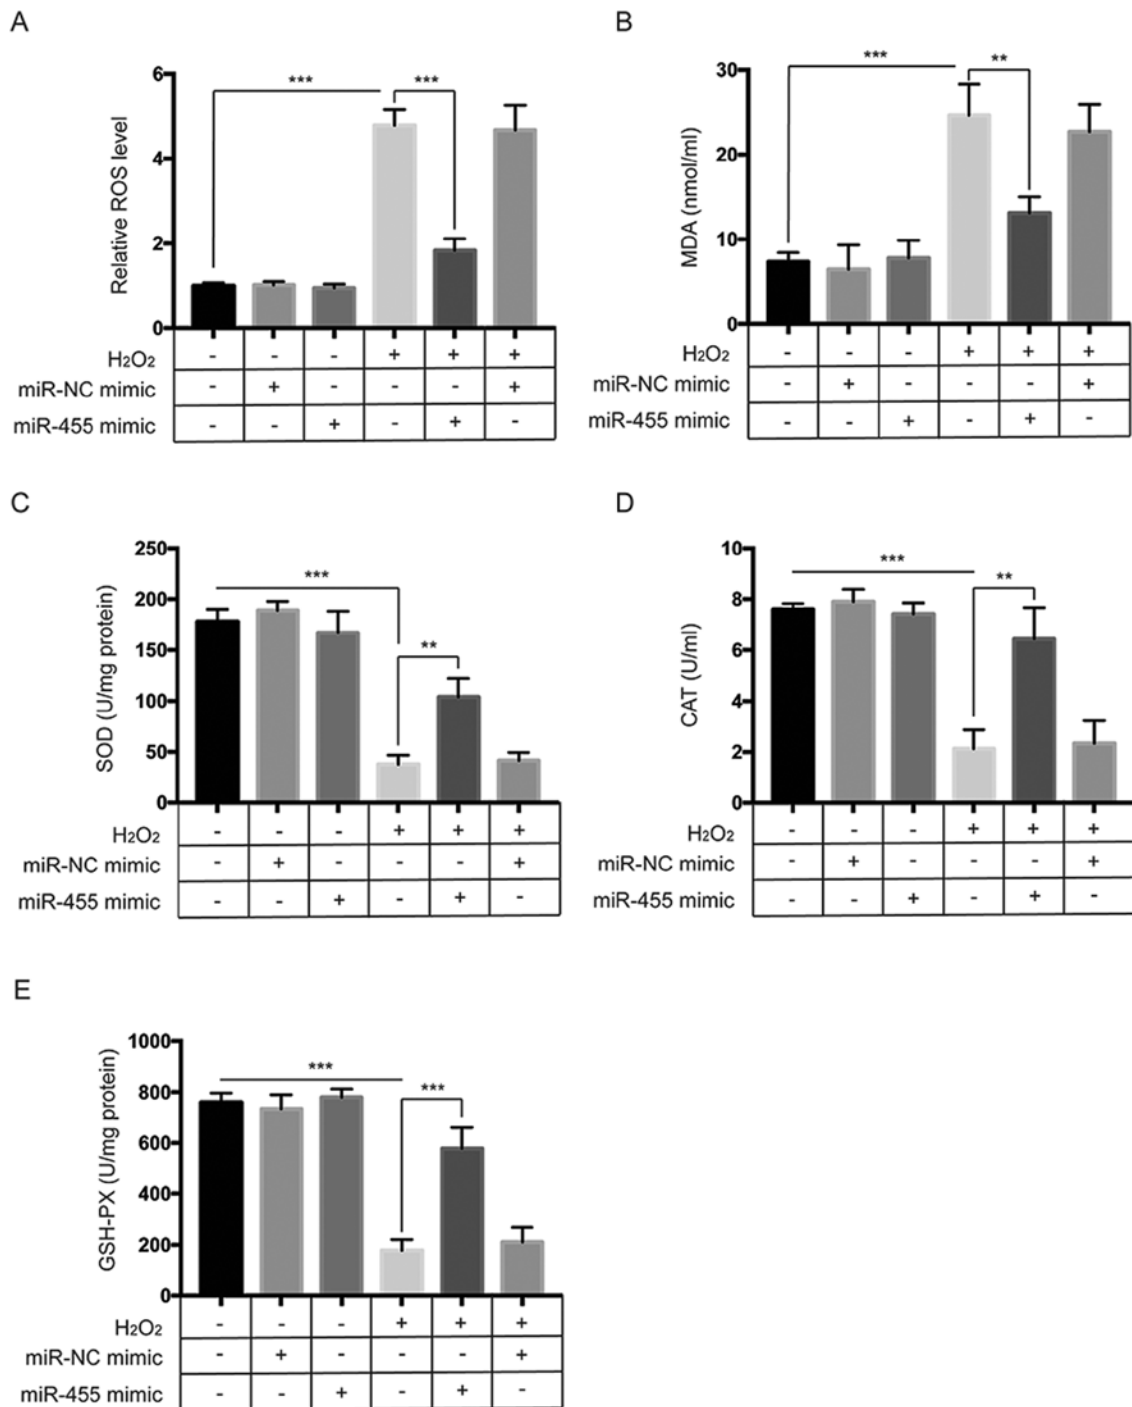 A
Relative ROS level
6
4
2
0
*** ***
H₂O₂ - - - + + +
miR-NC mimic - + - - - +
miR-455 mimic - - + - + -
B
MDA (nmol/ml)
30
20
10
0
*** **
H₂O₂ - - - + + +
miR-NC mimic - + - - - +
miR-455 mimic - - + - + -
C
SOD (U/mg protein)
250
200
150
100
50
0
***
**
H₂O₂ - - - + + +
miR-NC mimic - + - - - +
miR-455 mimic - - + - + -
D
CAT (U/ml)
10
8
6
4
2
0
***
**
H₂O₂ - - - + + +
miR-NC mimic - + - - - +
miR-455 mimic - - + - + -
E
GSH-PX (U/mg protein)
1000
800
600
400
200
0
***
***
H₂O₂ - - - + + +
miR-NC mimic - + - - - +
miR-455 mimic - - + - + -